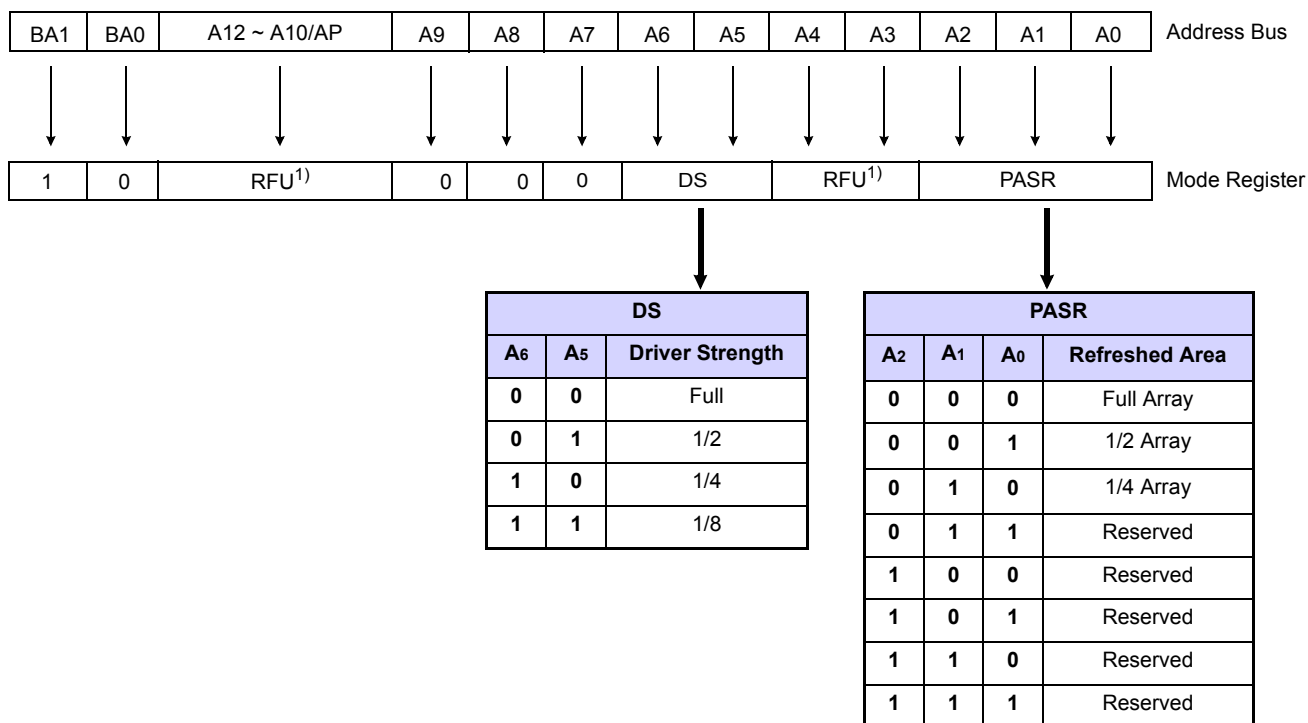 BA1 BA0 A12 ~ A10/AP A9 A8 A7 A6 A5 A4 A3 A2 A1 A0 Address Bus
1 0 RFU1) 0 0 0 DS RFU1) PASR Mode Register
DS
A6 A5 Driver Strength
0 0 Full
0 1 1/2
1 0 1/4
1 1 1/8
PASR
A2 A1 A0 Refreshed Area
0 0 0 Full Array
0 0 1 1/2 Array
0 1 0 1/4 Array
0 1 1 Reserved
1 0 0 Reserved
1 0 1 Reserved
1 1 0 Reserved
1 1 1 Reserved